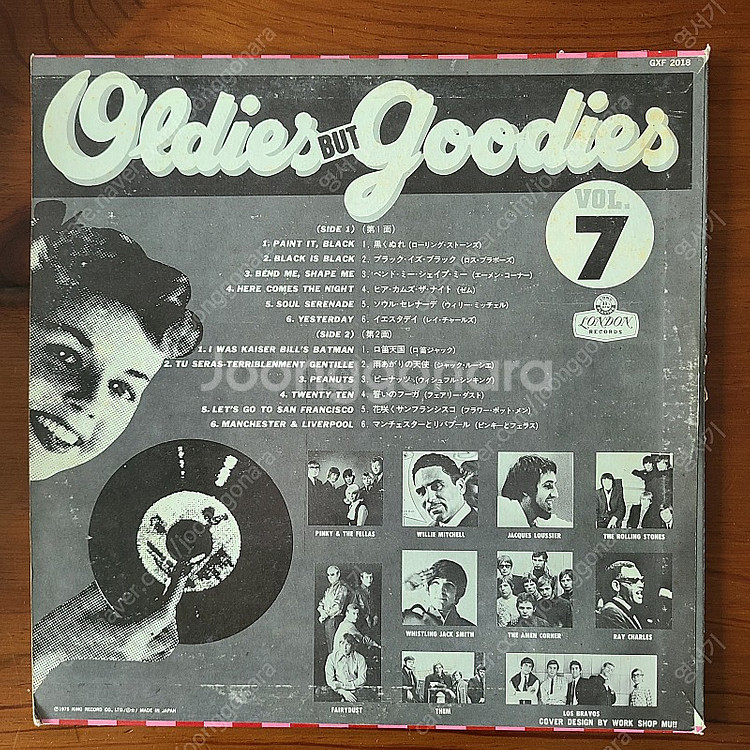 GXF 2018
Oldies BUT Goodies
VOL. 7
(SIDE 1) (第1面)
1. PAINT IT, BLACK 1. 黒くぬれ (ローリング・ストーンズ)
2. BLACK IS BLACK 2. ブラック・イズ・ブラック (ロス・ブラボーズ)
3. BEND ME, SHAPE ME 3. ベンド・ミー・シェイプ・ミー (エーメン・コーナー)
4. HERE COMES THE NIGHT 4. ヒア・カムズ・ザ・ナイト (ゼム)
5. SOUL SERENADE 5. ソウル・セレナーデ (ウィリー・ミッチェル)
6. YESTERDAY 6. イエスタデイ (レイ・チャールズ)
(SIDE 2) (第2面)
1. I WAS KAISER BILL'S BATMAN 1. 口笛天国 (口笛ジャック)
2. TU SERAS-TERRIBLENMENT GENTILLE 2. 雨あがりの天使 (ジャック・ルーシェ)
3. PEANUTS 3. ピーナッツ (ウィシュフル・シンキング)
4. TWENTY TEN 4. 誓いのフーガ (フェアリー・ダスト)
5. LET'S GO TO SAN FRANCISCO 5. 花咲くサンフランシスコ (フラワー・ポット・メン)
6. MANCHESTER & LIVERPOOL 6. マンチェスターとリバプール (ピンキーとフェラス)
LONDON
RECORDS
Joonggonara
PINKY & THE FELLAS
WILLIE MITCHELL
JACQUES LOUSSIER
THE ROLLING STONES
WHISTLING JACK SMITH
THE AMEN CORNER
RAY CHARLES
FAIRYDUST
THEM
LOS BRAVOS
COVER DESIGN BY WORK SHOP MU!!
KING RECORD CO., LTD. MADE IN JAPAN